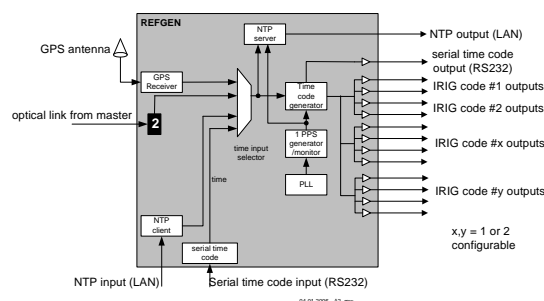 REFGEN
NTP
server
NTP output (LAN)
GPS antenna
serial time code
output (RS232)
GPS
Receiver
Time
code
generator
IRIG code #1 outputs
IRIG code #2 outputs
optical link from master
2
time input
selector
1 PPS
generator
/monitor
IRIG code #x outputs
time
PLL
IRIG code #y outputs
NTP
client
serial time
code
x,y = 1 or 2
configurable
NTP input (LAN)
Serial time code input (RS232)